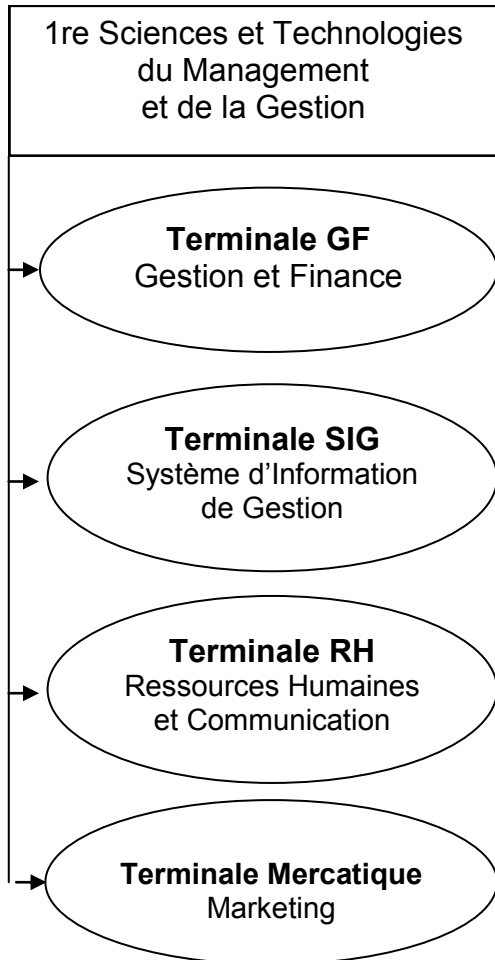 1re Sciences et Technologies
du Management
et de la Gestion
Terminale GF
Gestion et Finance
Terminale SIG
Système d’Information
de Gestion
Terminale RH
Ressources Humaines
et Communication
Terminale Mercatique
Marketing